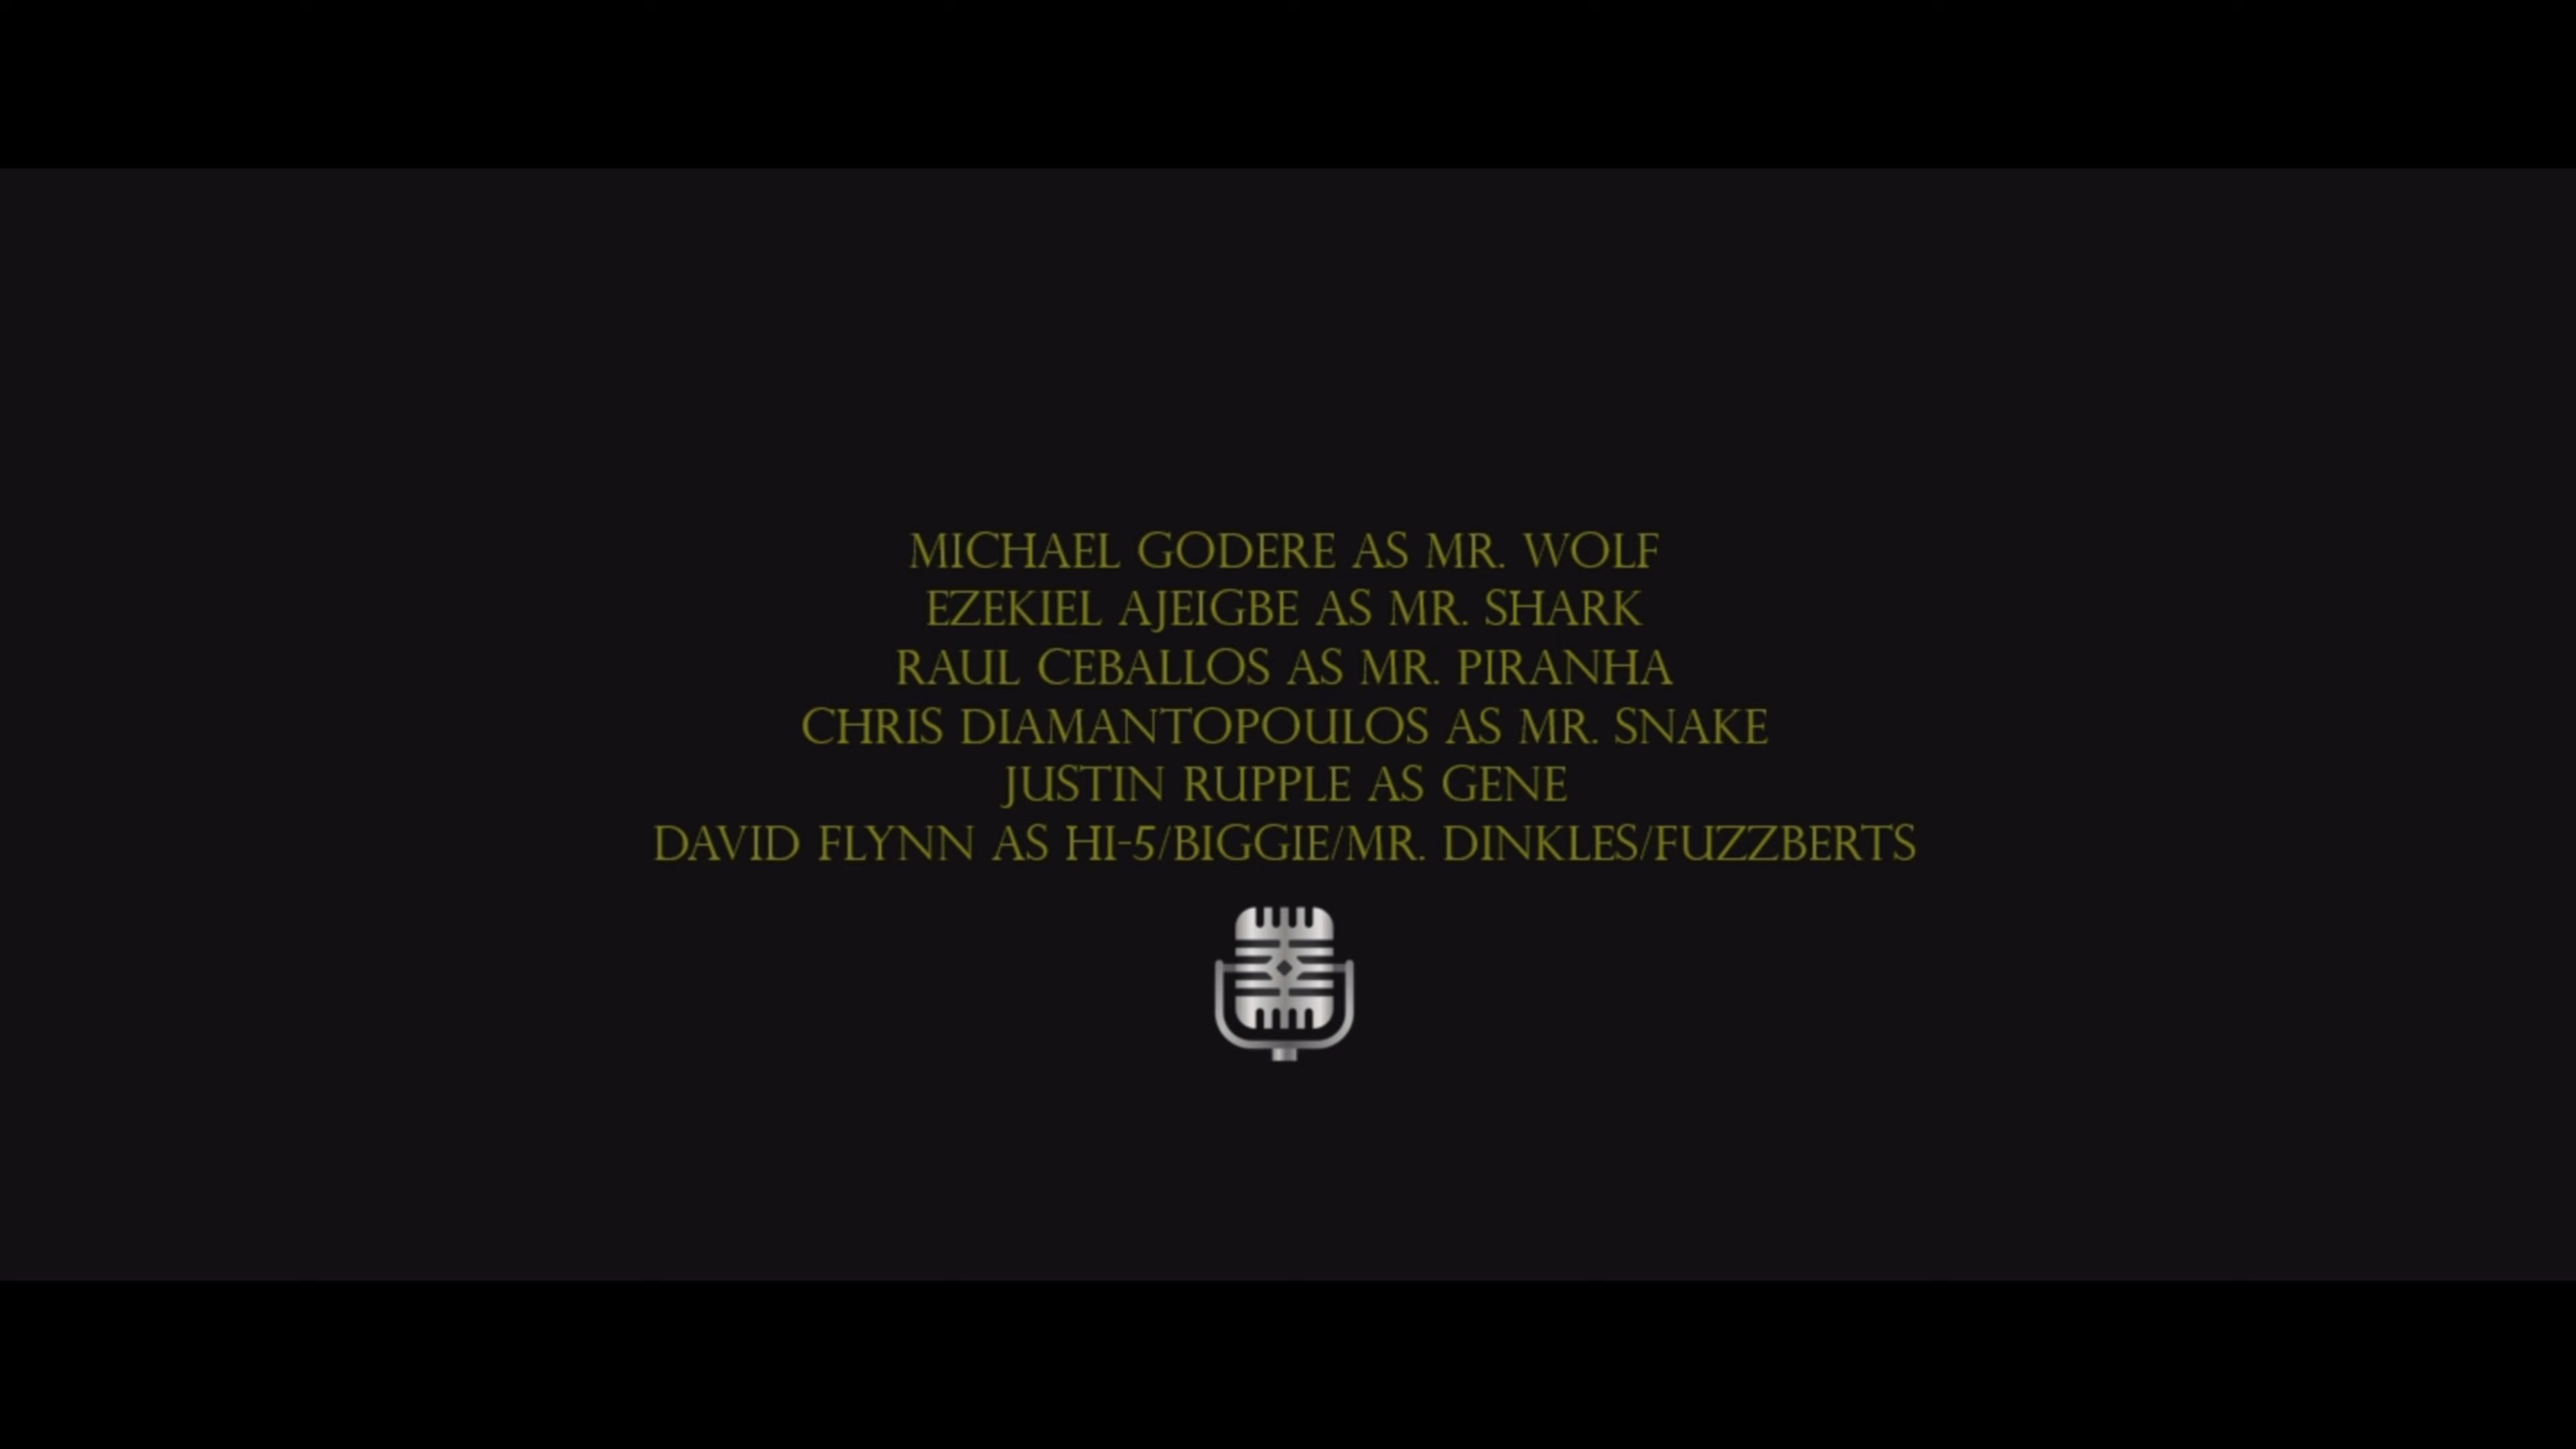 MICHAEL GODERE AS MR. WOLF
EZEKIEL AJEIGBE AS MR. SHARK
RAUL CEBALLOS AS MR. PIRANHA
CHRIS DIAMANTOPOULOS AS MR. SNAKE
JUSTIN RUPPLE AS GENE
DAVID FLYNN AS HI-5/BIGGIE/MR. DINKLES/FUZZBERTS